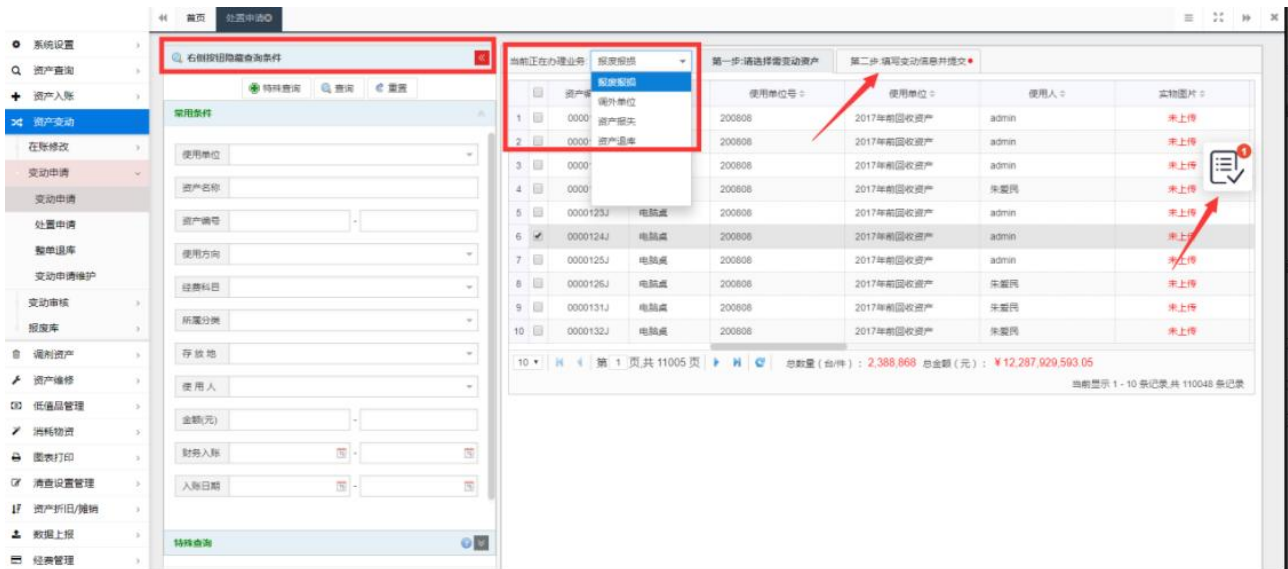 首页 处置申请
系统设置
资产查询
资产入账
资产变动
在账修改
变动申请
变动申请
处置申请
整单退库
变动申请维护
变动审核
报废库
调剂资产
资产维修
低值品管理
消耗物资
图表打印
清查设置管理
资产折旧/摊销
数据上报
经费管理
右侧按钮隐藏查询条件
特殊查询 查询 重置
常用条件
使用单位
资产名称
资产编号 -
使用方向
经费科目
所属分类
存放地
使用人
金额(元) -
财务入账 -
入账日期 -
特殊查询
当前正在办理业务: 报废报损 第一步:请选择需变动资产 第二步:填写变动信息并提交
报废报损
调外单位
资产报失
资产退库
使用单位号 使用单位 使用人 实物图片
1 0000 200808 2017年前回收资产 admin 未上传
2 0000 200808 2017年前回收资产 admin 未上传
3 0000 200808 2017年前回收资产 admin 未上传
4 0000 200808 2017年前回收资产 朱爱民 未上传
5 0000123J 电脑桌 200808 2017年前回收资产 admin 未上传
6 0000124J 电脑桌 200808 2017年前回收资产 admin 未上
7 0000125J 电脑桌 200808 2017年前回收资产 admin 未上传
8 0000126J 电脑桌 200808 2017年前回收资产 朱爱民 未上传
9 0000131J 电脑桌 200808 2017年前回收资产 朱爱民 未上传
10 0000132J 电脑桌 200808 2017年前回收资产 朱爱民 未上传
1
10 第 1 页,共 11005 页 总数量(台/件): 2,388,868 总金额(元): ¥12,287,929,593.05
当前显示 1 - 10 条记录,共 110048 条记录